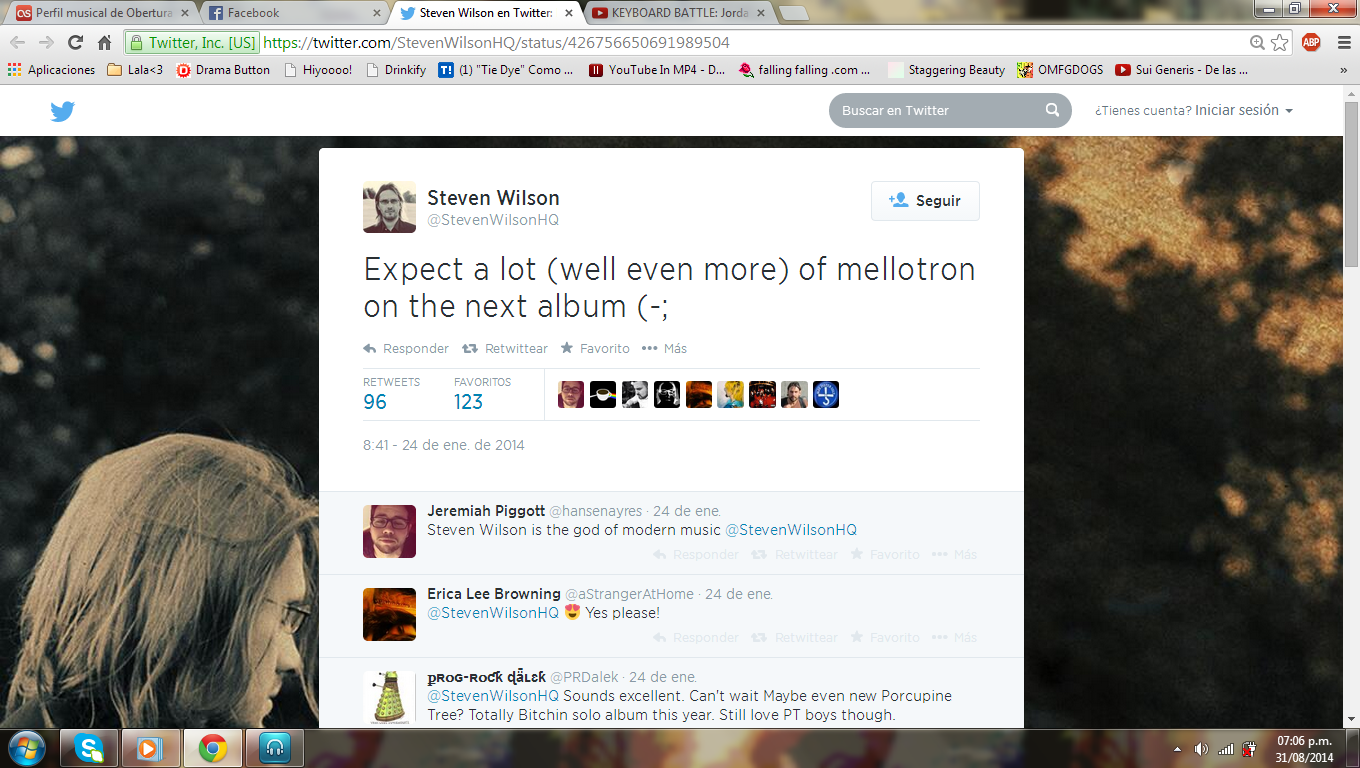 Perfil musical de Obertura
Facebook
Steven Wilson en Twitter:
KEYBOARD BATTLE: Jorda
Twitter, Inc. [US]
https://twitter.com/StevenWilsonHQ/status/426756650691989504
ABP
Aplicaciones
Lala<3
Drama Button
Hiyoooo!
Drinkify
(1) "Tie Dye" Como ...
YouTube In MP4 - D...
falling falling .com ...
Staggering Beauty
OMFGDOGS
Sui Generis - De las ...
»
Buscar en Twitter
¿Tienes cuenta? Iniciar sesión
Steven Wilson
@StevenWilsonHQ
Seguir
Expect a lot (well even more) of mellotron
on the next album (-;
Responder
Retwittear
Favorito
Más
RETWEETS
FAVORITOS
96
123
8:41 - 24 de ene. de 2014
Jeremiah Piggott @hansenayres · 24 de ene.
Steven Wilson is the god of modern music @StevenWilsonHQ
Responder
Retwittear
Favorito
Más
Erica Lee Browning @aStrangerAtHome · 24 de ene.
@StevenWilsonHQ 😍 Yes please!
Responder
Retwittear
Favorito
Más
@PRDalek · 24 de ene.
@StevenWilsonHQ Sounds excellent. Can't wait Maybe even new Porcupine
Tree? Totally Bitchin solo album this year. Still love PT boys though.
07:06 p.m.
31/08/2014